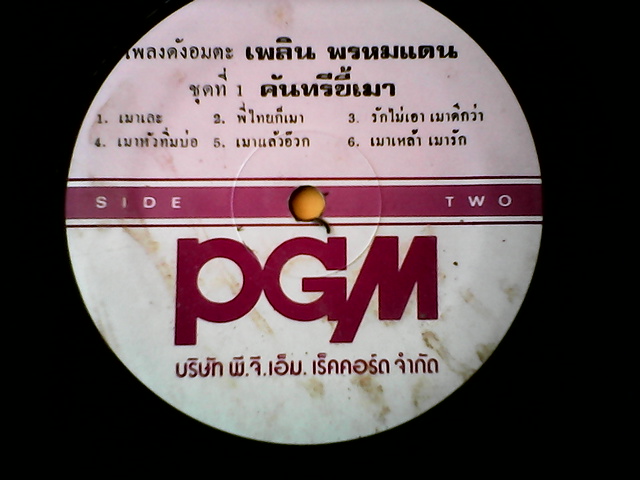 เพลงดังอมตะ เพลิน พรหมแดน
ชุดที่ 1 คันทรีขี้เมา
1. เมาเละ 2. พี่ไทยก็เมา 3. รักไม่เอา เมาดีกว่า
4. เมาหัวทิ่มบ่อ 5. เมาแล้วอ๊วก 6. เมาเหล้า เมารัก
SIDE TWO
PGM
บริษัท พี.จี.เอ็ม. เร็คคอร์ด จำกัด